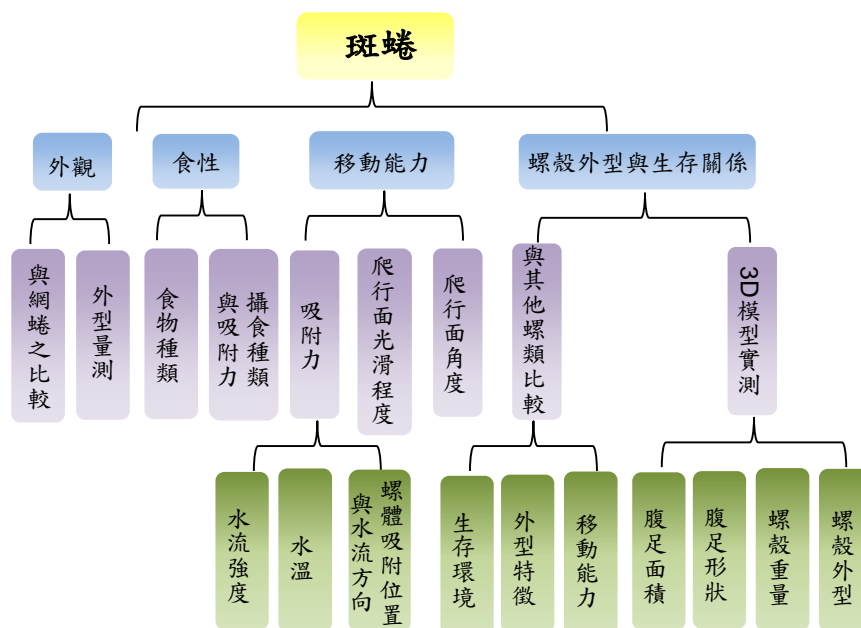 斑蜷
外觀
食性
移動能力
螺殼外型與生存關係
與網蜷之比較
外型量測
食物種類
攝食種類
與吸附力
吸附力
爬行面光滑程度
爬行面角度
與其他螺類比較
3D模型實測
水流強度
水溫
螺體吸附位置
與水流方向
生存環境
外型特徵
移動能力
腹足面積
腹足形狀
螺殼重量
螺殼外型